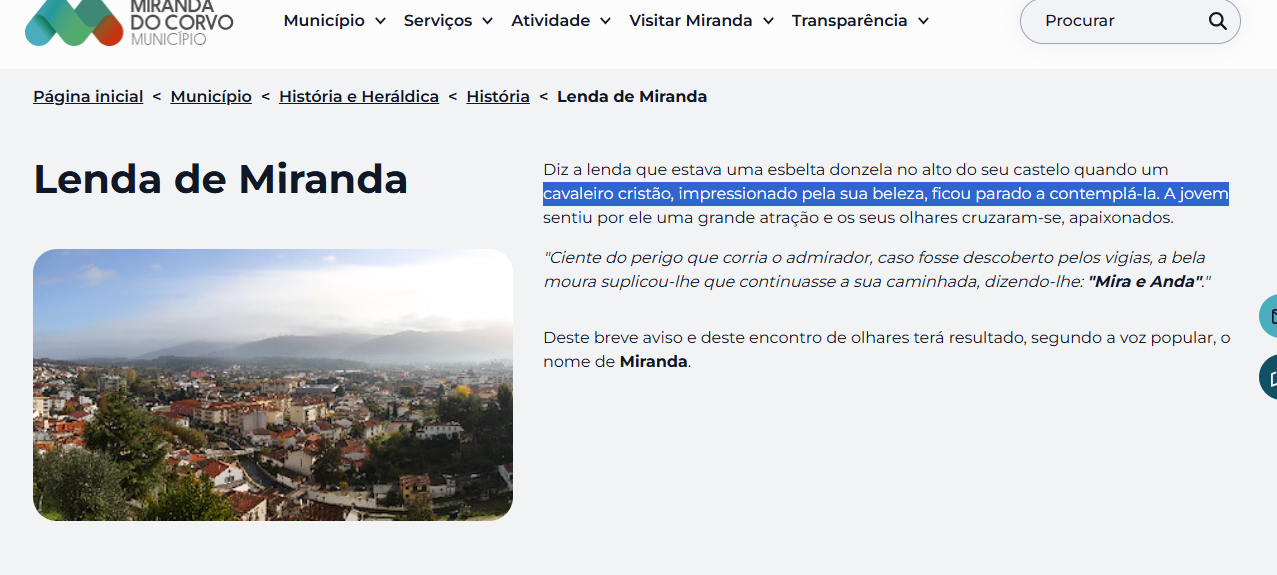 MIRANDA
DO CORVO
MUNICÍPIO
Município Serviços Atividade Visitar Miranda Transparência Procurar
Página inicial < Município < História e Heráldica < História < Lenda de Miranda
Lenda de Miranda
Diz a lenda que estava uma esbelta donzela no alto do seu castelo quando um
cavaleiro cristão, impressionado pela sua beleza, ficou parado a contemplá-la. A jovem
sentiu por ele uma grande atração e os seus olhares cruzaram-se, apaixonados.
"Ciente do perigo que corria o admirador, caso fosse descoberto pelos vigias, a bela
moura suplicou-lhe que continuasse a sua caminhada, dizendo-lhe: "Mira e Anda"."
Deste breve aviso e deste encontro de olhares terá resultado, segundo a voz popular, o
nome de Miranda.